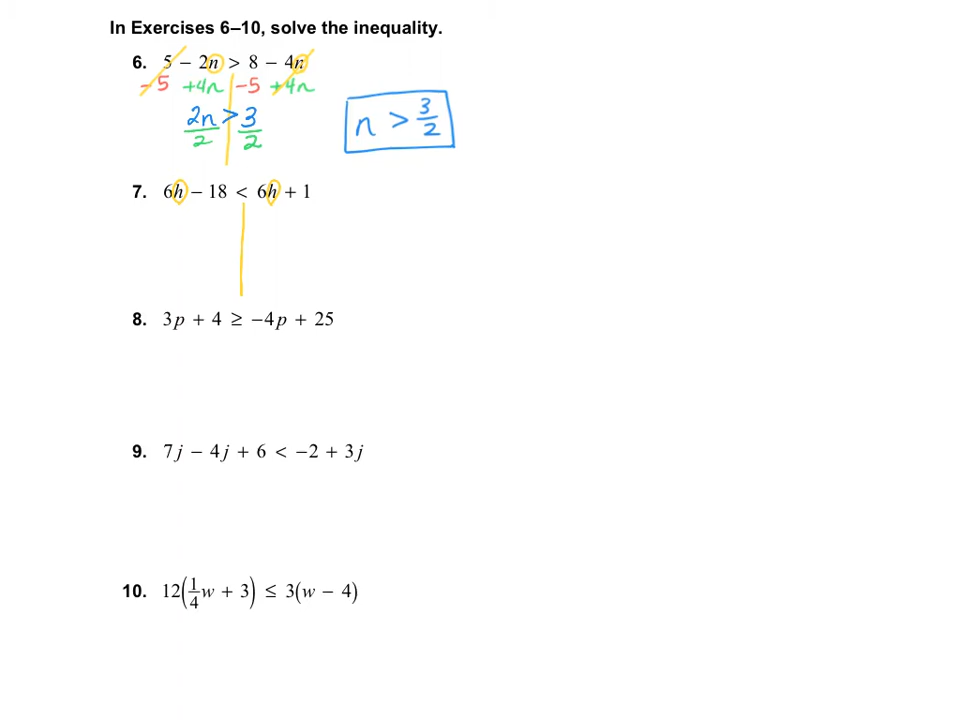 In Exercises 6–10, solve the inequality.
6. 5 − 2n > 8 − 4n
−5 +4n −5 +4n
2n > 3
2 2
n > 3/2
7. 6h − 18 < 6h + 1
8. 3p + 4 ≥ −4p + 25
9. 7j − 4j + 6 < −2 + 3j
10. 12(1/4 w + 3) ≤ 3(w − 4)